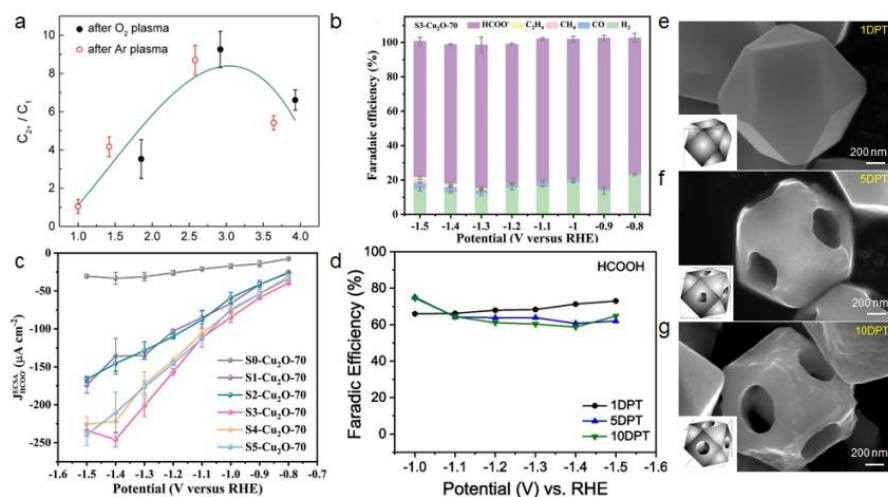 a
after O₂ plasma
after Ar plasma
C₂₊ / C₁
10
8
6
4
2
0
1.0 1.5 2.0 2.5 3.0 3.5 4.0
b
S3-Cu₂O-70 HCOO⁻ C₂H₄ CH₄ CO H₂
Faradaic efficiency (%)
100
80
60
40
20
0
-1.5 -1.4 -1.3 -1.2 -1.1 -1 -0.9 -0.8
Potential (V versus RHE)
c
J ECSA HCOO⁻ (μA cm⁻²)
0
-50
-100
-150
-200
-250
S0-Cu₂O-70
S1-Cu₂O-70
S2-Cu₂O-70
S3-Cu₂O-70
S4-Cu₂O-70
S5-Cu₂O-70
-1.5 -1.4 -1.3 -1.2 -1.1 -1.0 -0.9 -0.8
Potential (V versus RHE)
d
HCOOH
Faradic Efficiency (%)
100
80
60
40
20
0
1DPT
5DPT
10DPT
-1.0 -1.1 -1.2 -1.3 -1.4 -1.5 -1.6
Potential (V) vs. RHE
e
1DPT
200 nm
f
5DPT
200 nm
g
10DPT
200 nm